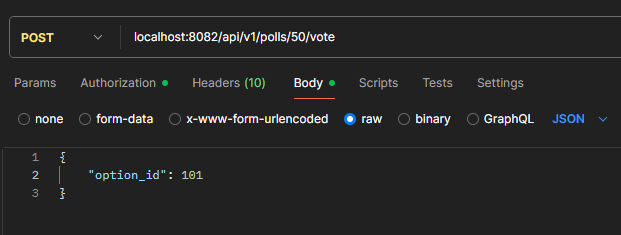 POST localhost:8082/api/v1/polls/50/vote
Params Authorization Headers (10) Body Scripts Tests Settings
none form-data x-www-form-urlencoded raw binary GraphQL JSON
1 {
2 "option_id": 101
3 }